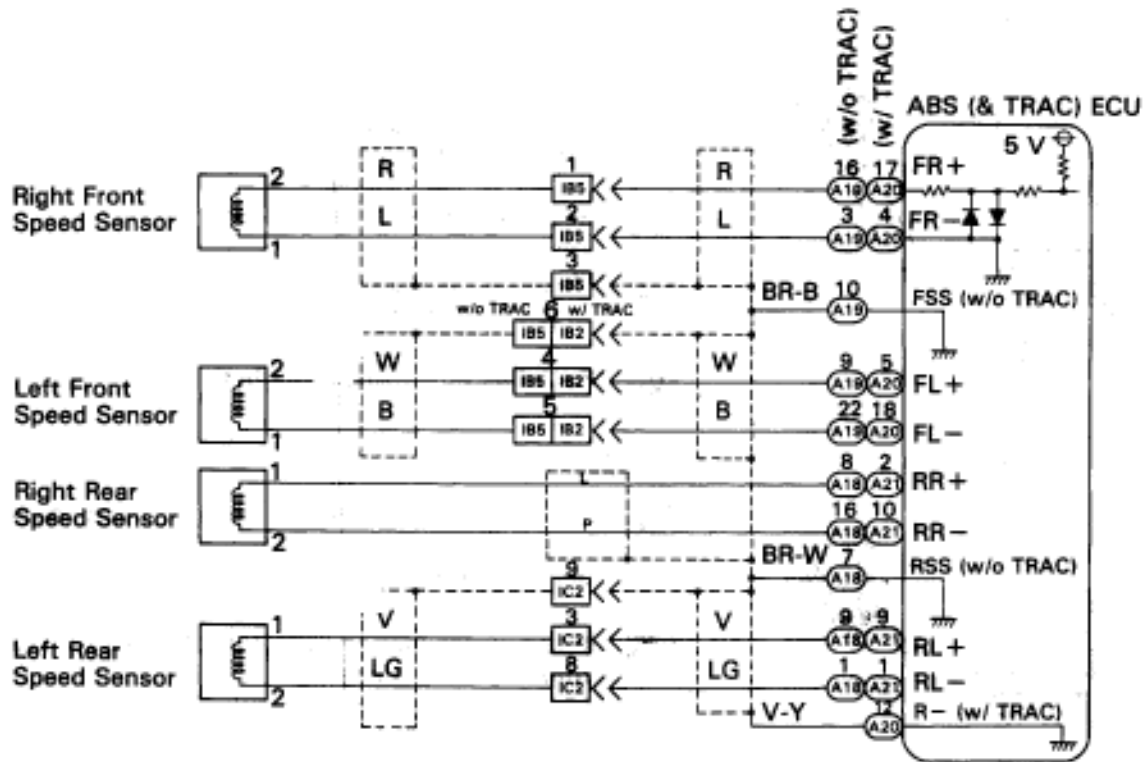 (w/o TRAC)
(w/ TRAC)
ABS (& TRAC) ECU
5 V
Right Front
Speed Sensor
2
1
R
L
1
IB5
2
IB5
3
IB5
R
L
16 17
A18 A20
FR+
3 4
A19 A20
FR−
BR-B
10
A19
FSS (w/o TRAC)
w/o TRAC 6 w/ TRAC
IB5 IB2
Left Front
Speed Sensor
2
1
W
B
4
IB5 IB2
5
IB5 IB2
W
B
9 5
A19 A20
FL+
22 18
A19 A20
FL−
Right Rear
Speed Sensor
1
2
L
P
8 2
A18 A21
RR+
16 10
A18 A21
RR−
BR-W
7
A18
RSS (w/o TRAC)
9
IC2
Left Rear
Speed Sensor
1
2
V
LG
3
IC2
8
IC2
V
LG
9 9
A18 A21
RL+
1 1
A18 A21
RL−
V-Y
12
A20
R− (w/ TRAC)